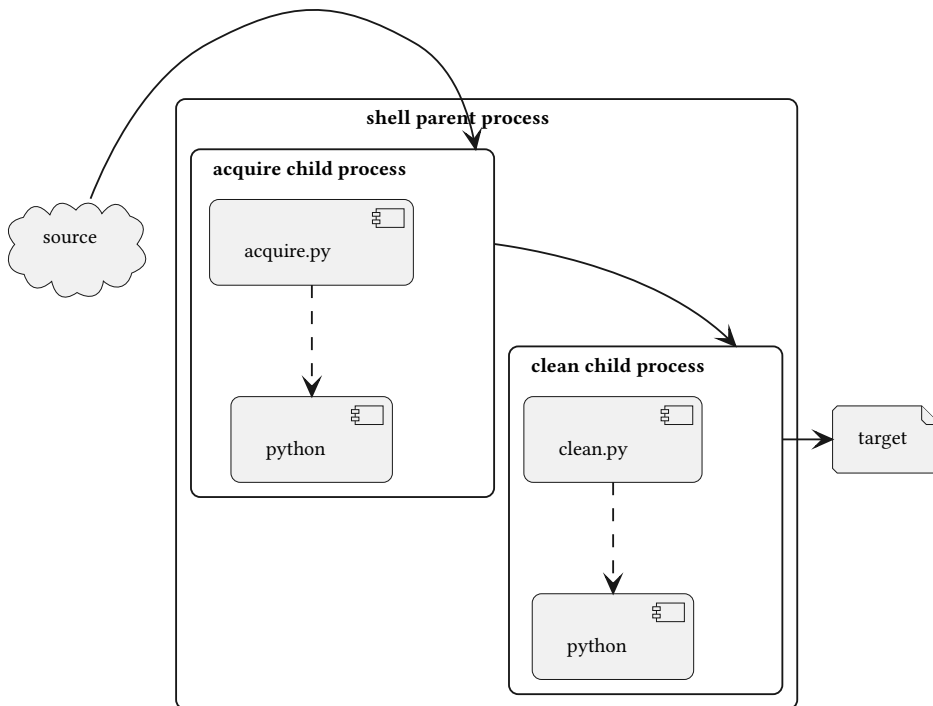 shell parent process
acquire child process
source
acquire.py
clean child process
python
clean.py
target
python